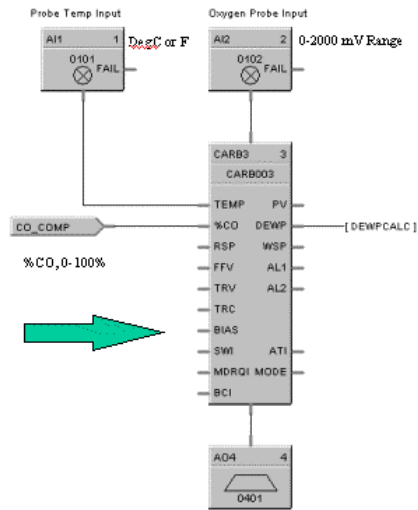 Probe Temp Input
Oxygen Probe Input
AI1 1
DegC or F
AI2 2
0-2000 mV Range
0101
FAIL
0102
FAIL
CARB3 3
CARB003
TEMP PV
CO_COMP
%CO DEWP
[DEWPCALC]
RSP WSP
%CO,0-100%
FFV AL1
TRV AL2
TRC
BIAS
SWI ATI
MDRQI MODE
BCI
AO4 4
0401